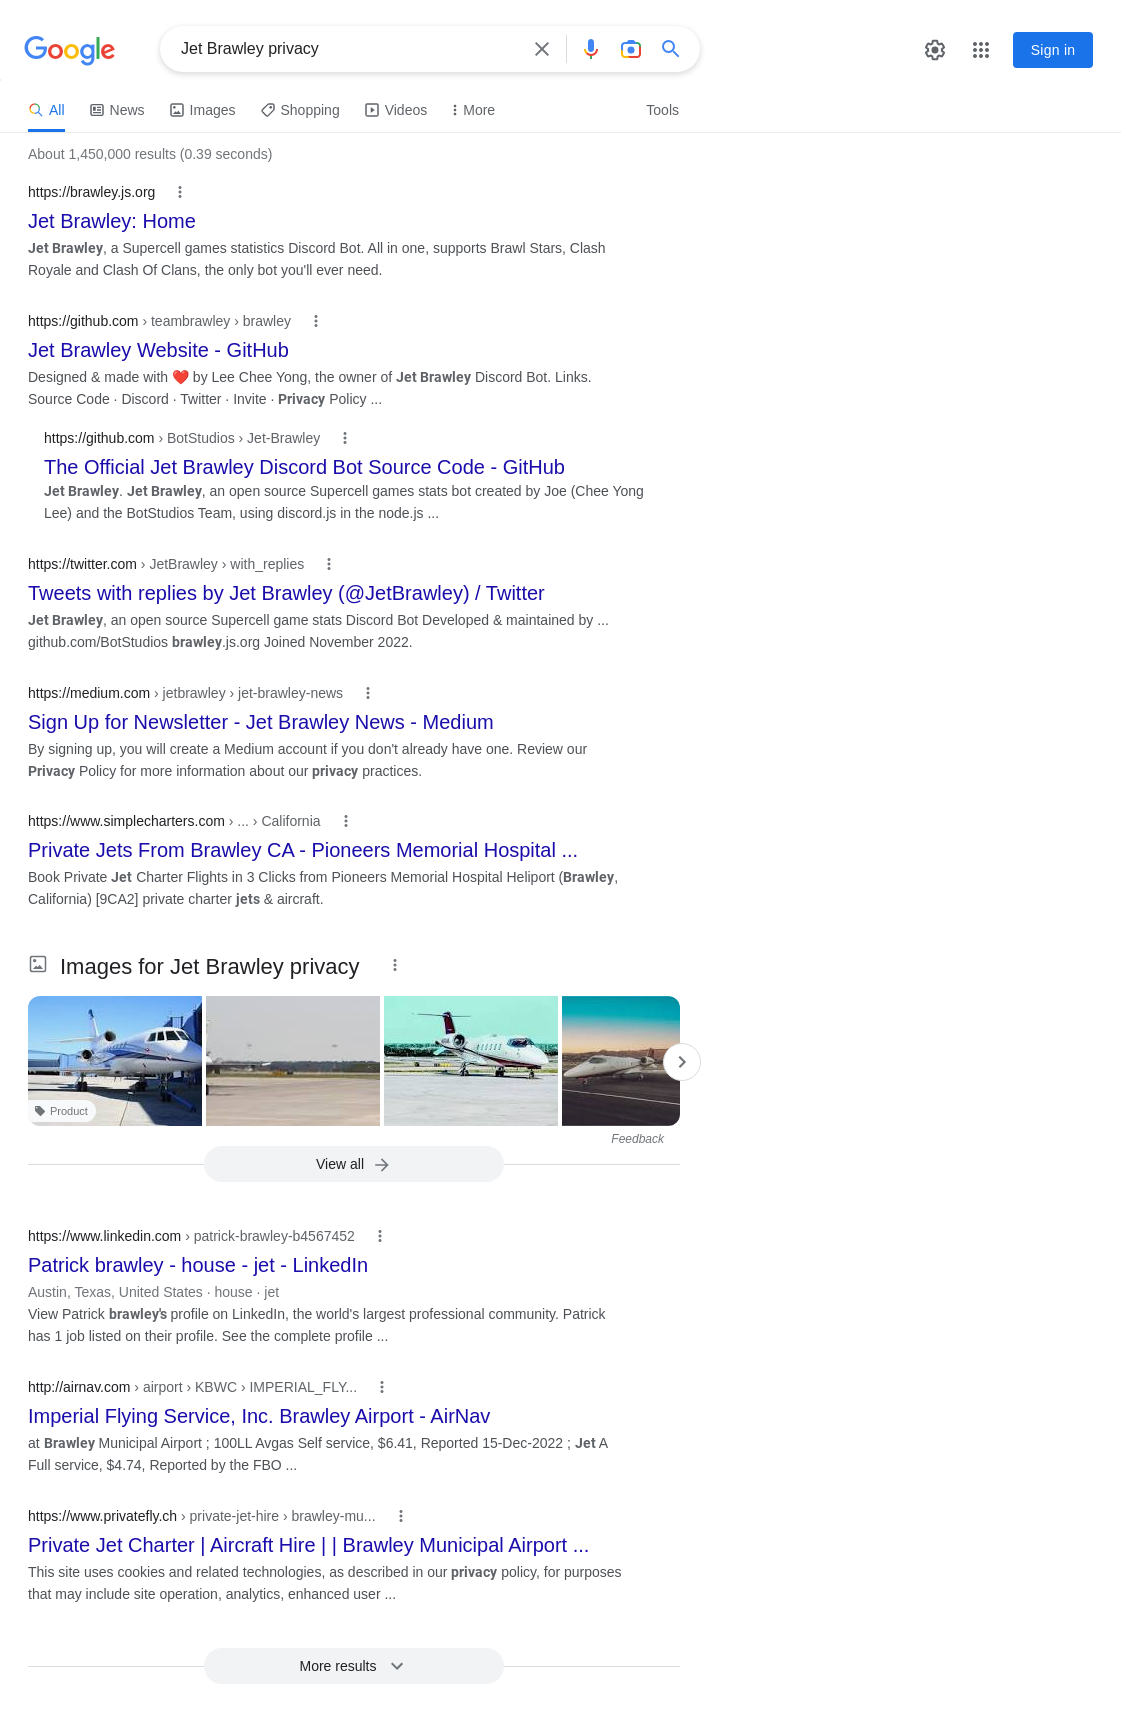 Google
Jet Brawley privacy
Sign in
All
News
Images
Shopping
Videos
More
Tools
About 1,450,000 results (0.39 seconds)
https://brawley.js.org
Jet Brawley: Home
Jet Brawley, a Supercell games statistics Discord Bot. All in one, supports Brawl Stars, Clash
Royale and Clash Of Clans, the only bot you'll ever need.
https://github.com › teambrawley › brawley
Jet Brawley Website - GitHub
Designed & made with ❤️ by Lee Chee Yong, the owner of Jet Brawley Discord Bot. Links.
Source Code · Discord · Twitter · Invite · Privacy Policy ...
https://github.com › BotStudios › Jet-Brawley
The Official Jet Brawley Discord Bot Source Code - GitHub
Jet Brawley. Jet Brawley, an open source Supercell games stats bot created by Joe (Chee Yong
Lee) and the BotStudios Team, using discord.js in the node.js ...
https://twitter.com › JetBrawley › with_replies
Tweets with replies by Jet Brawley (@JetBrawley) / Twitter
Jet Brawley, an open source Supercell game stats Discord Bot Developed & maintained by ...
github.com/BotStudios brawley.js.org Joined November 2022.
https://medium.com › jetbrawley › jet-brawley-news
Sign Up for Newsletter - Jet Brawley News - Medium
By signing up, you will create a Medium account if you don't already have one. Review our
Privacy Policy for more information about our privacy practices.
https://www.simplecharters.com › ... › California
Private Jets From Brawley CA - Pioneers Memorial Hospital ...
Book Private Jet Charter Flights in 3 Clicks from Pioneers Memorial Hospital Heliport (Brawley,
California) [9CA2] private charter jets & aircraft.
Images for Jet Brawley privacy
Product
Feedback
View all
https://www.linkedin.com › patrick-brawley-b4567452
Patrick brawley - house - jet - LinkedIn
Austin, Texas, United States · house · jet
View Patrick brawley's profile on LinkedIn, the world's largest professional community. Patrick
has 1 job listed on their profile. See the complete profile ...
http://airnav.com › airport › KBWC › IMPERIAL_FLY...
Imperial Flying Service, Inc. Brawley Airport - AirNav
at Brawley Municipal Airport ; 100LL Avgas Self service, $6.41, Reported 15-Dec-2022 ; Jet A
Full service, $4.74, Reported by the FBO ...
https://www.privatefly.ch › private-jet-hire › brawley-mu...
Private Jet Charter | Aircraft Hire | | Brawley Municipal Airport ...
This site uses cookies and related technologies, as described in our privacy policy, for purposes
that may include site operation, analytics, enhanced user ...
More results